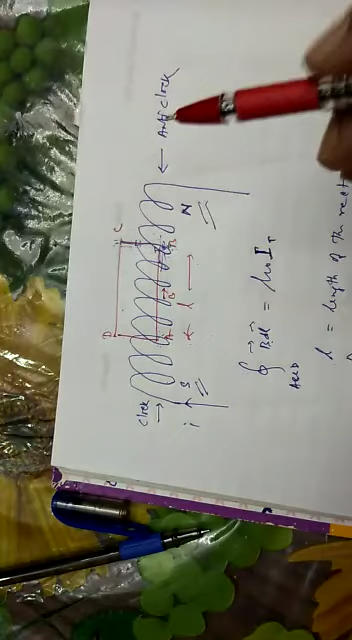 Anti clock
D C
A B
B
l
S N
Clock
i
∮ B.dl = μ₀ I_T
ABCD
l = length of the rect